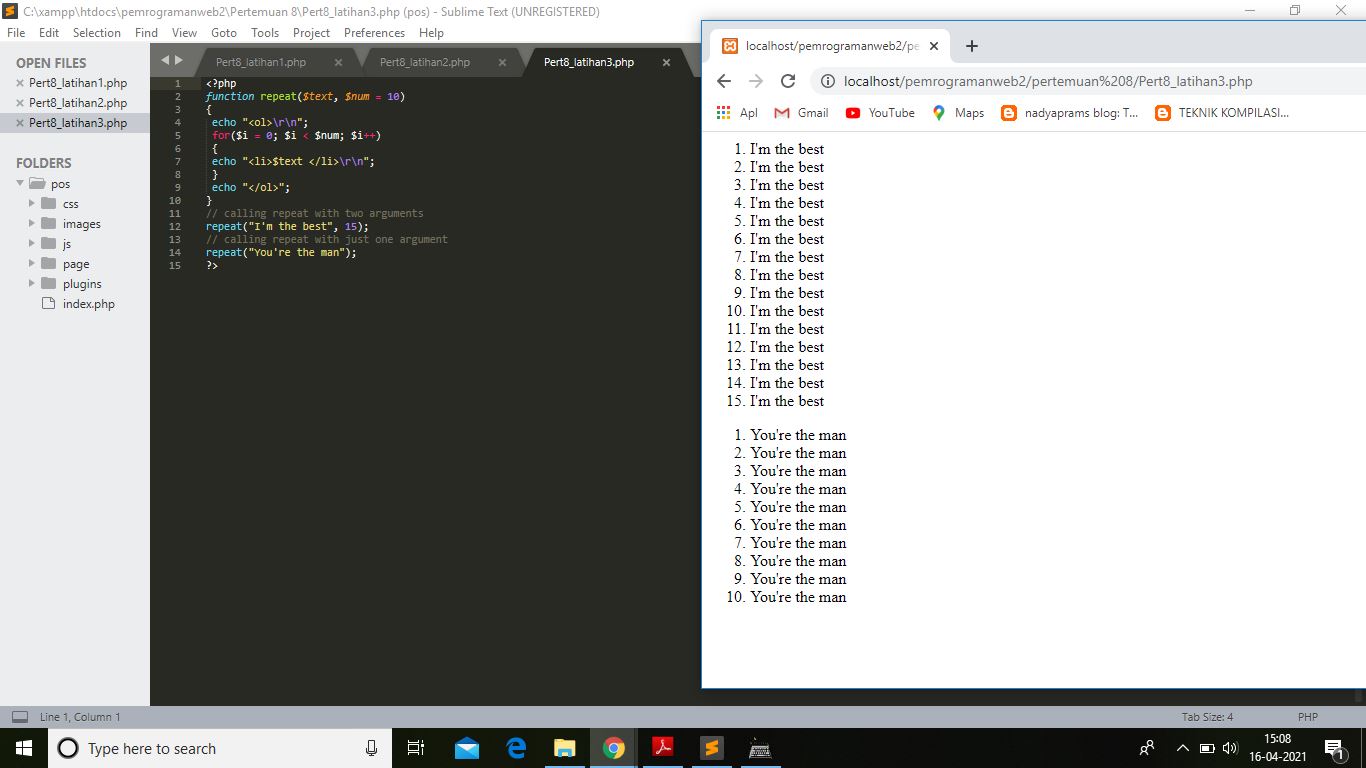 C:\xampp\htdocs\pemrogramanweb2\Pertemuan 8\Pert8_latihan3.php (pos) - Sublime Text (UNREGISTERED)
File Edit Selection Find View Goto Tools Project Preferences Help
OPEN FILES
Pert8_latihan1.php
Pert8_latihan2.php
Pert8_latihan3.php
FOLDERS
pos
css
images
js
page
plugins
index.php
Pert8_latihan1.php Pert8_latihan2.php Pert8_latihan3.php
1 <?php
2 function repeat($text, $num = 10)
3 {
4 echo "<ol>\r\n";
5 for($i = 0; $i < $num; $i++)
6 {
7 echo "<li>$text </li>\r\n";
8 }
9 echo "</ol>";
10 }
11 // calling repeat with two arguments
12 repeat("I'm the best", 15);
13 // calling repeat with just one argument
14 repeat("You're the man");
15 ?>
localhost/pemrogramanweb2/pe
localhost/pemrogramanweb2/pertemuan%208/Pert8_latihan3.php
Apl Gmail YouTube Maps nadyaprams blog: T... TEKNIK KOMPILASI...
1. I'm the best
2. I'm the best
3. I'm the best
4. I'm the best
5. I'm the best
6. I'm the best
7. I'm the best
8. I'm the best
9. I'm the best
10. I'm the best
11. I'm the best
12. I'm the best
13. I'm the best
14. I'm the best
15. I'm the best
1. You're the man
2. You're the man
3. You're the man
4. You're the man
5. You're the man
6. You're the man
7. You're the man
8. You're the man
9. You're the man
10. You're the man
Line 1, Column 1 Tab Size: 4 PHP
Type here to search
15:08
16-04-2021
1